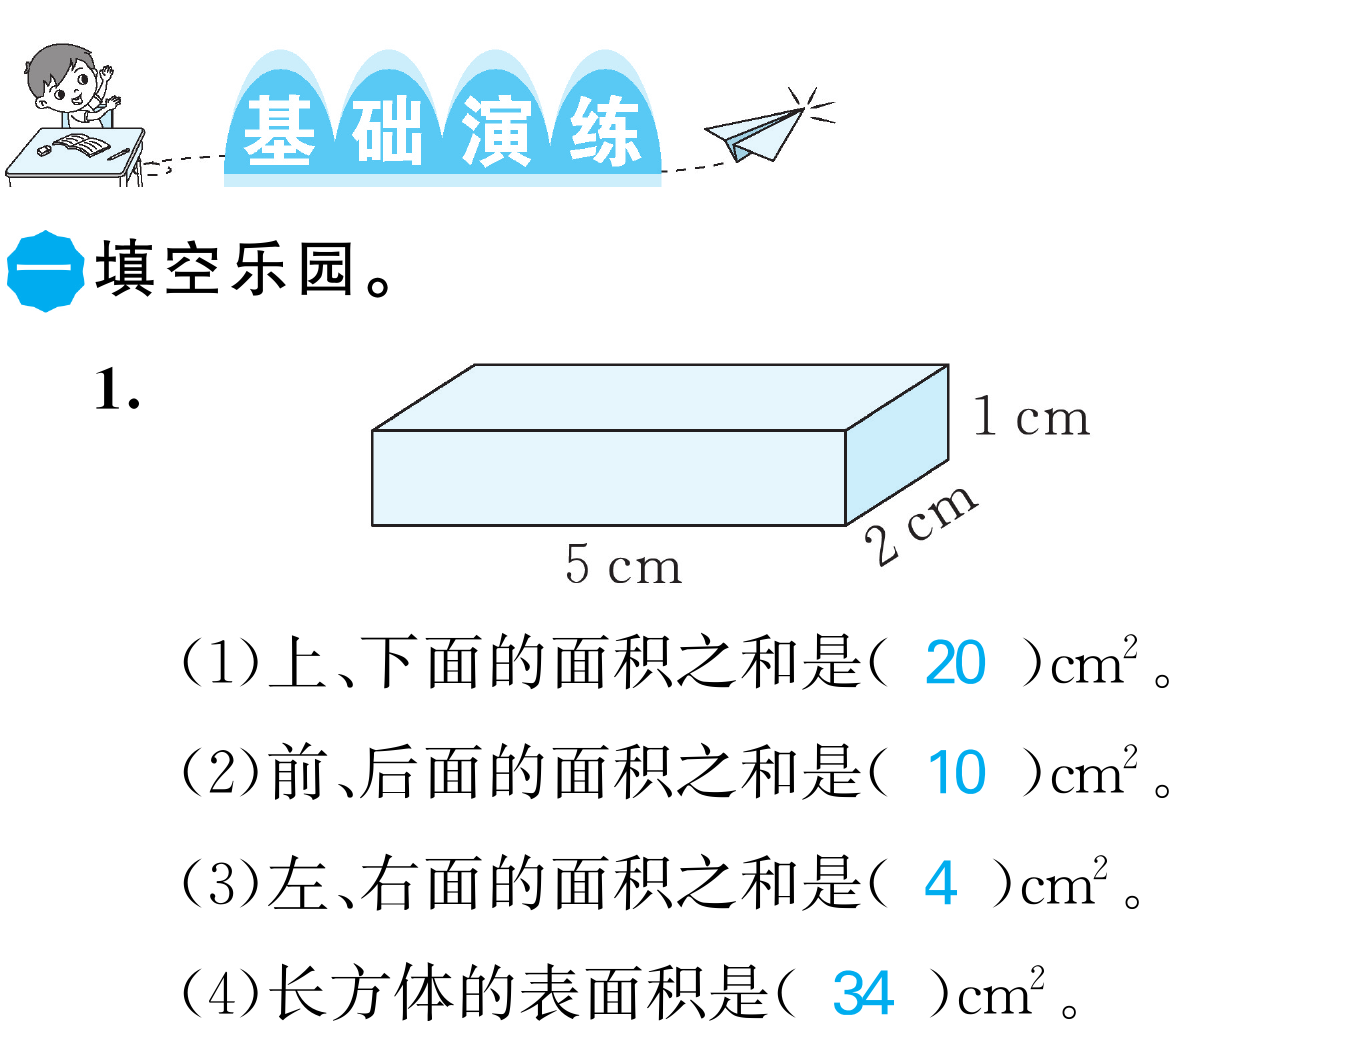 基础演练
一 填空乐园。
1.
1 cm
2 cm
5 cm
(1)上、下面的面积之和是( 20 )cm²。
(2)前、后面的面积之和是( 10 )cm²。
(3)左、右面的面积之和是( 4 )cm²。
(4)长方体的表面积是( 34 )cm²。